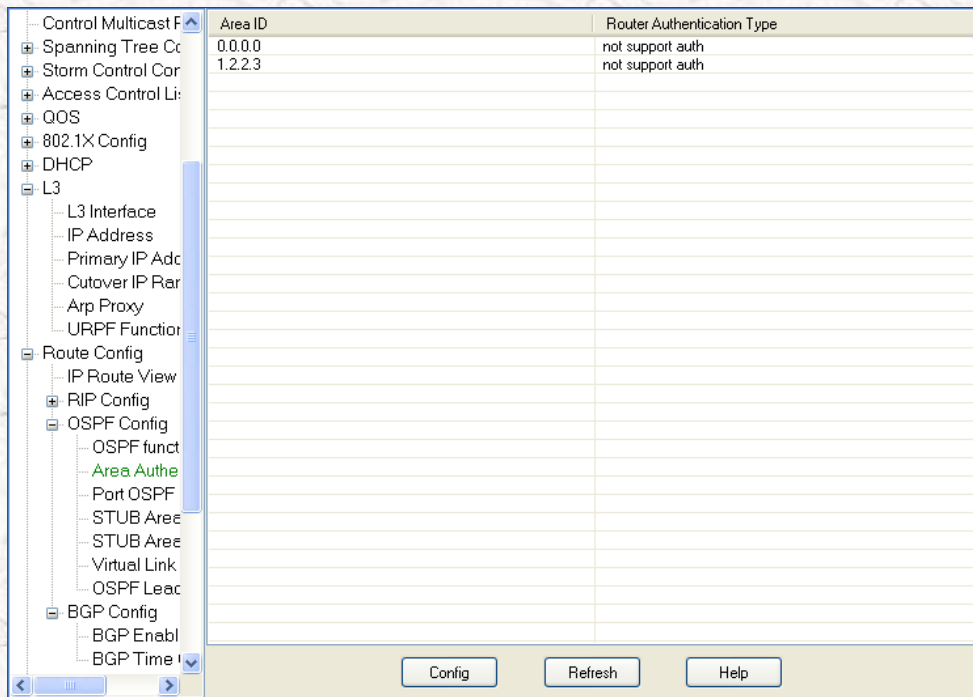 Control Multicast F
Spanning Tree Co
Storm Control Cor
Access Control Lis
QOS
802.1X Config
DHCP
L3
L3 Interface
IP Address
Primary IP Adc
Cutover IP Rar
Arp Proxy
URPF Function
Route Config
IP Route View
RIP Config
OSPF Config
OSPF funct
Area Authe
Port OSPF
STUB Area
STUB Area
Virtual Link
OSPF Leac
BGP Config
BGP Enabl
BGP Time
Area ID Router Authentication Type
0.0.0.0 not support auth
1.2.2.3 not support auth
Config Refresh Help